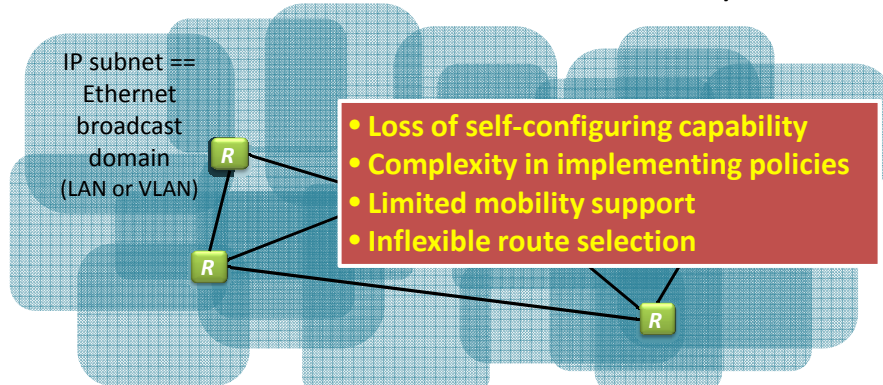 IP subnet ==
Ethernet
broadcast
domain
(LAN or VLAN)
R
• Loss of self-configuring capability
• Complexity in implementing policies
• Limited mobility support
• Inflexible route selection
R
R